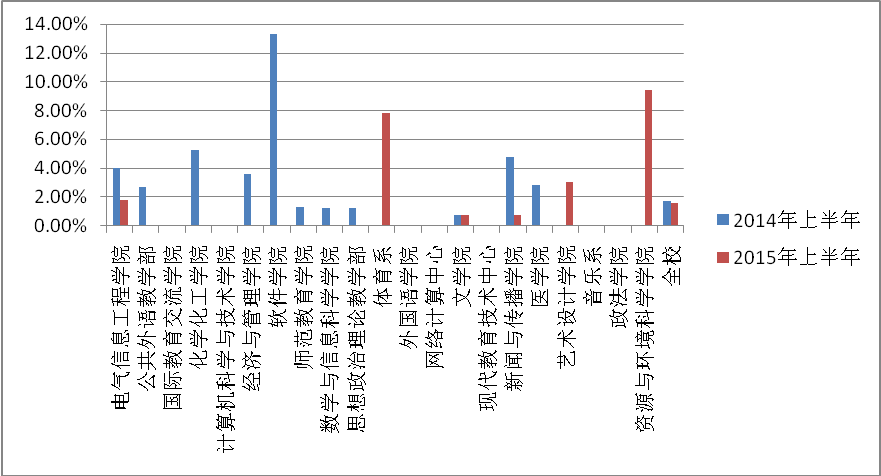 14.00%
12.00%
10.00%
8.00%
6.00%
4.00%
2.00%
0.00%
电气信息工程学院
公共外语教学部
国际教育交流学院
化学化工学院
计算机科学与技术学院
经济与管理学院
软件学院
师范教育学院
数学与信息科学学院
思想政治理论教学部
体育系
外国语学院
网络计算中心
文学院
现代教育技术中心
新闻与传播学院
医学院
艺术设计学院
音乐系
政法学院
资源与环境科学学院
全校
2014年上半年
2015年上半年